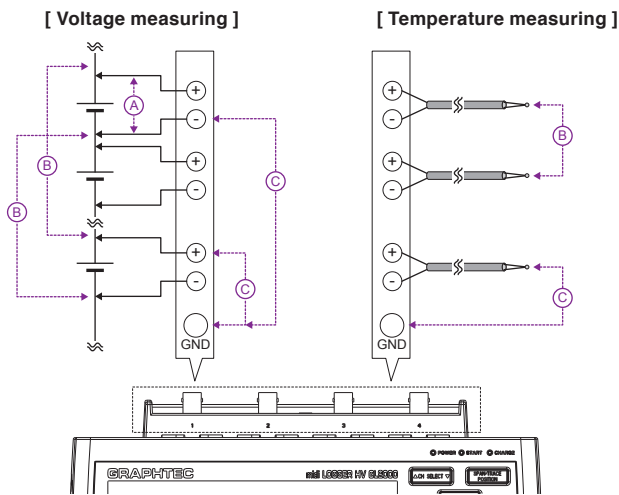 [ Voltage measuring ]
[ Temperature measuring ]
+
A
-
B
+
C
B
-
+
C
-
GND
+
-
B
+
-
+
-
C
GND
1 2 3 4
POWER START CHARGE
GRAPHTEC
midi LOGGER HV GL2000
CH SELECT
SPAN/TRACE
POSITION